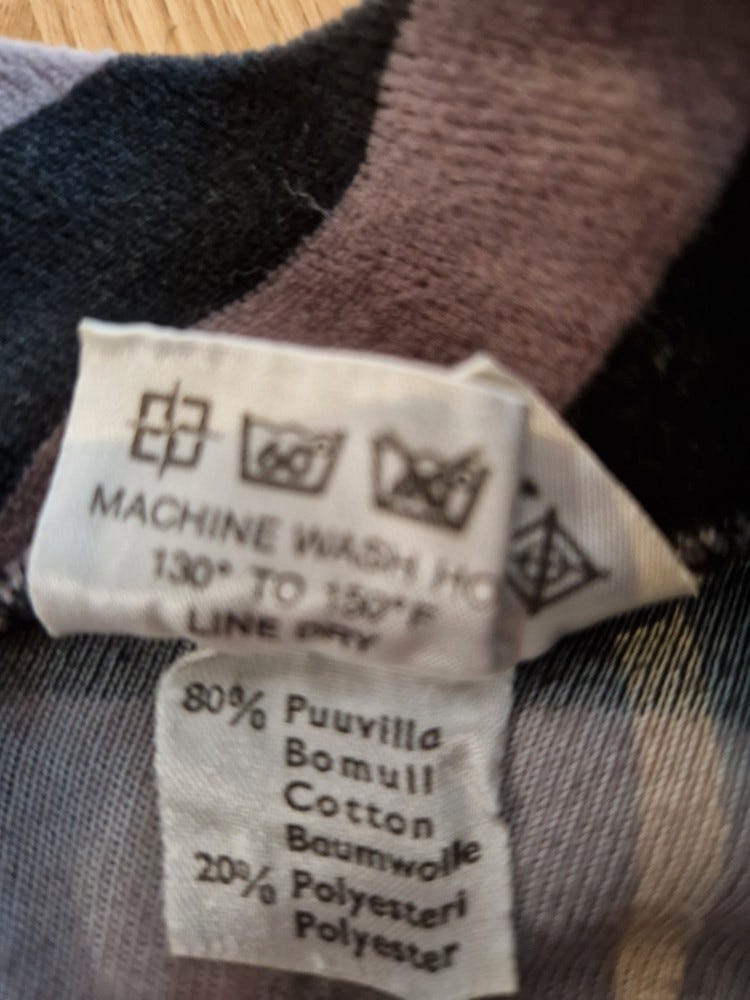 60°
MACHINE WASH HO
130° TO 150°F
LINE DRY
80% Puuvilla
Bomull
Cotton
Baumwolle
20% Polyesteri
Polyester